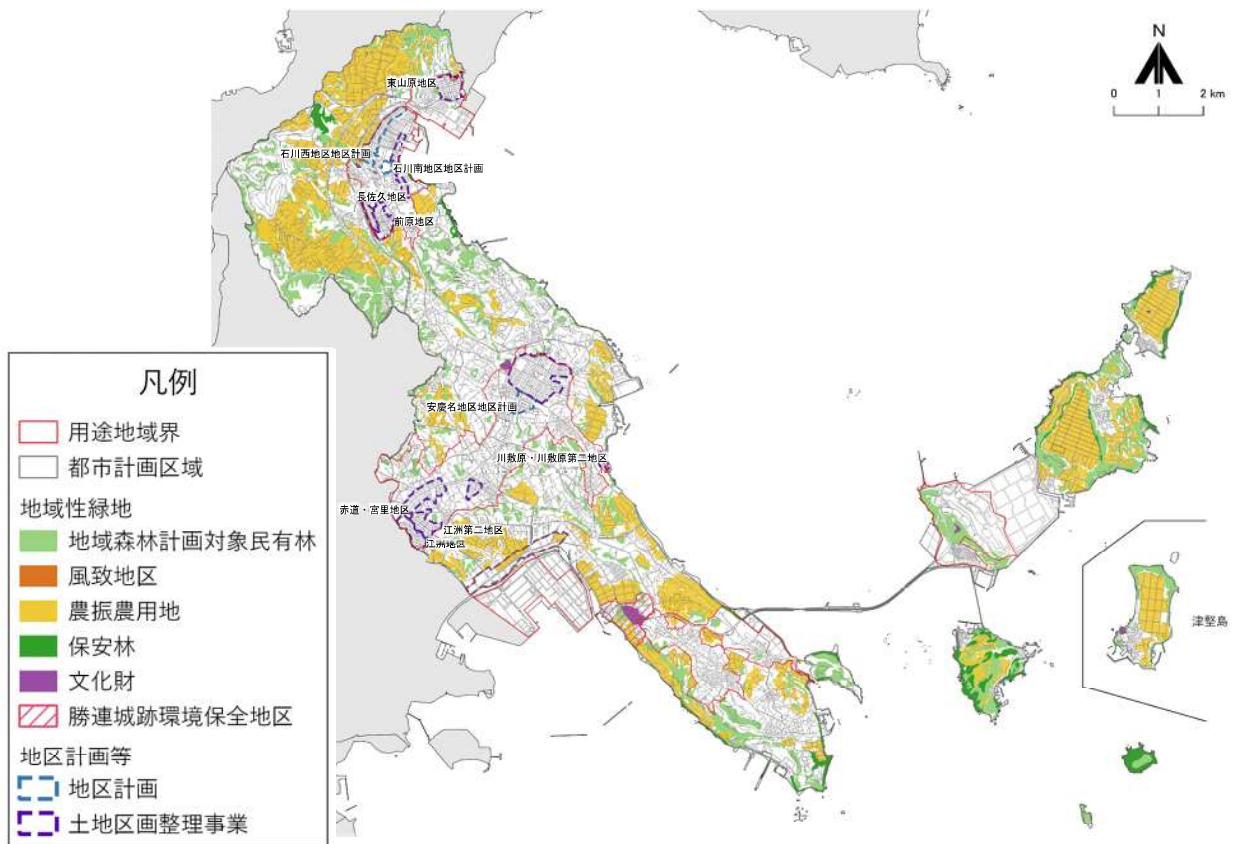 N
0 1 2 km
東山原地区
石川西地区地区計画
石川南地区地区計画
長佐久地区
前原地区
安慶名地区地区計画
川敷原・川敷原第二地区
赤道・宮里地区
江洲第二地区
江洲地区
津堅島
凡例
用途地域界
都市計画区域
地域性緑地
地域森林計画対象民有林
風致地区
農振農用地
保安林
文化財
勝連城跡環境保全地区
地区計画等
地区計画
土地区画整理事業